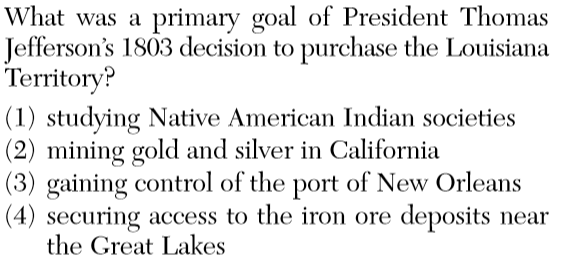 What was a primary goal of President Thomas
Jefferson's 1803 decision to purchase the Louisiana
Territory?
(1) studying Native American Indian societies
(2) mining gold and silver in California
(3) gaining control of the port of New Orleans
(4) securing access to the iron ore deposits near
the Great Lakes